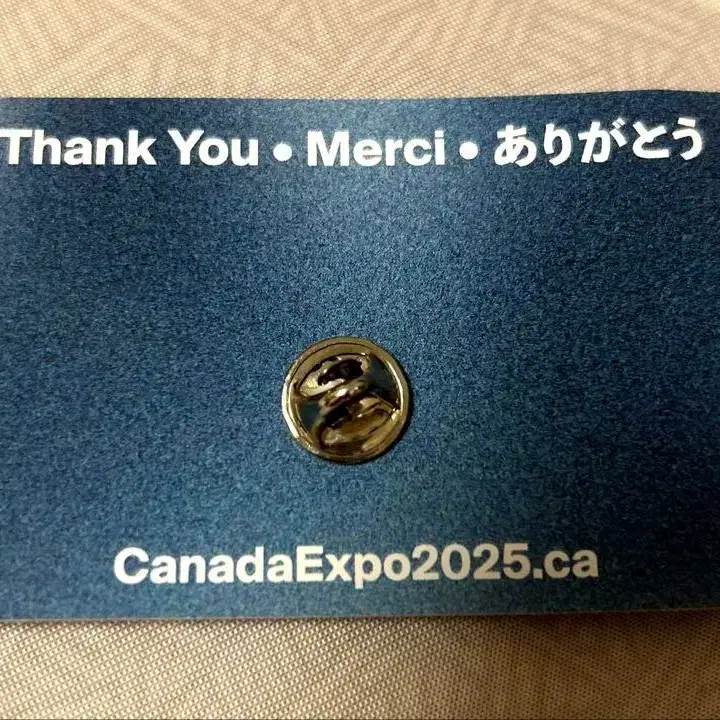 Thank You • Merci • ありがとう
CanadaExpo2025.ca